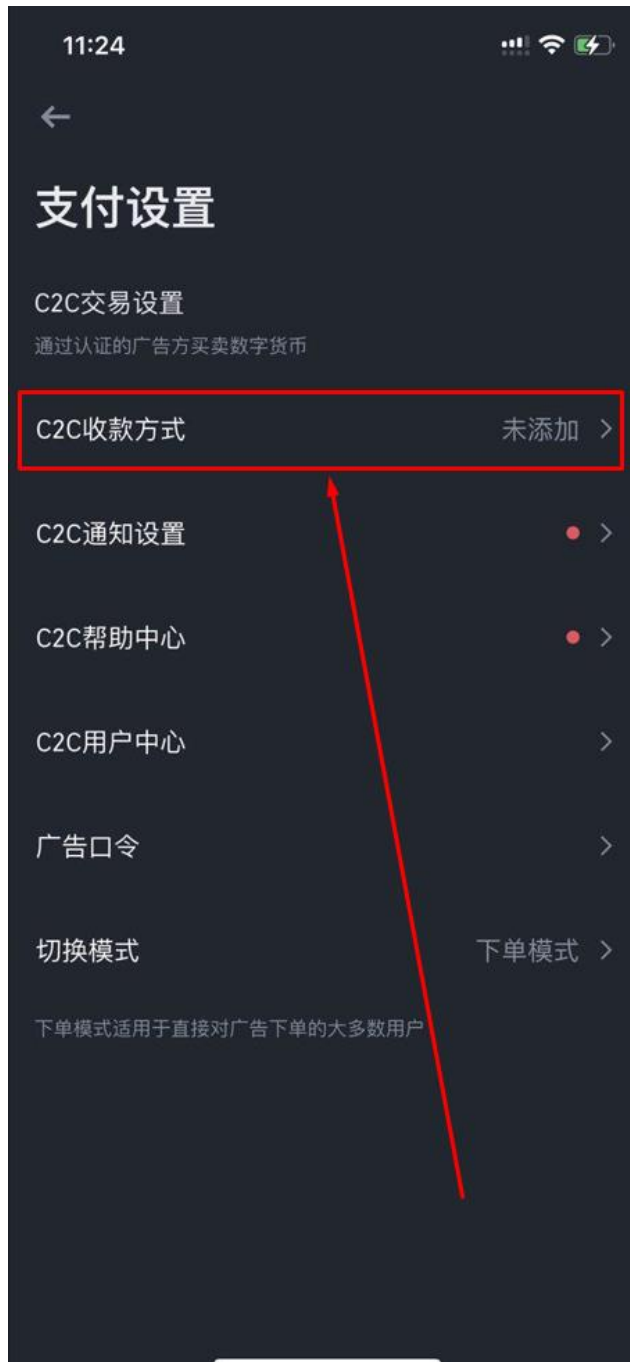 11:24
支付设置
C2C交易设置
通过认证的广告方买卖数字货币
C2C收款方式 未添加
C2C通知设置
C2C帮助中心
C2C用户中心
广告口令
切换模式 下单模式
下单模式适用于直接对广告下单的大多数用户